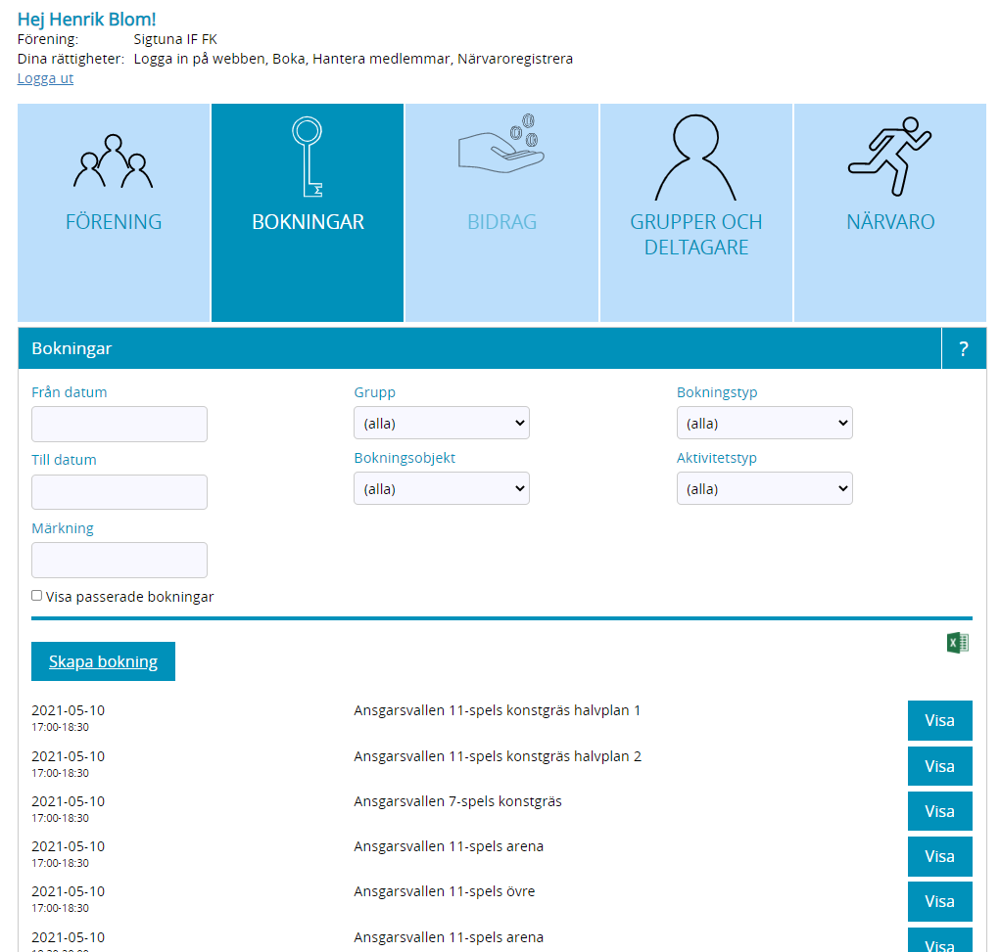 Hej Henrik Blom!
Förening: Sigtuna IF FK
Dina rättigheter: Logga in på webben, Boka, Hantera medlemmar, Närvaroregistrera
Logga ut
FÖRENING
BOKNINGAR
BIDRAG
GRUPPER OCH
DELTAGARE
NÄRVARO
Bokningar ?
Från datum Grupp Bokningstyp
(alla) (alla)
Till datum Bokningsobjekt Aktivitetstyp
(alla) (alla)
Märkning
Visa passerade bokningar
Skapa bokning
2021-05-10 Ansgarsvallen 11-spels konstgräs halvplan 1 Visa
17:00-18:30
2021-05-10 Ansgarsvallen 11-spels konstgräs halvplan 2 Visa
17:00-18:30
2021-05-10 Ansgarsvallen 7-spels konstgräs Visa
17:00-18:30
2021-05-10 Ansgarsvallen 11-spels arena Visa
17:00-18:30
2021-05-10 Ansgarsvallen 11-spels övre Visa
17:00-18:30
2021-05-10 Ansgarsvallen 11-spels arena Visa